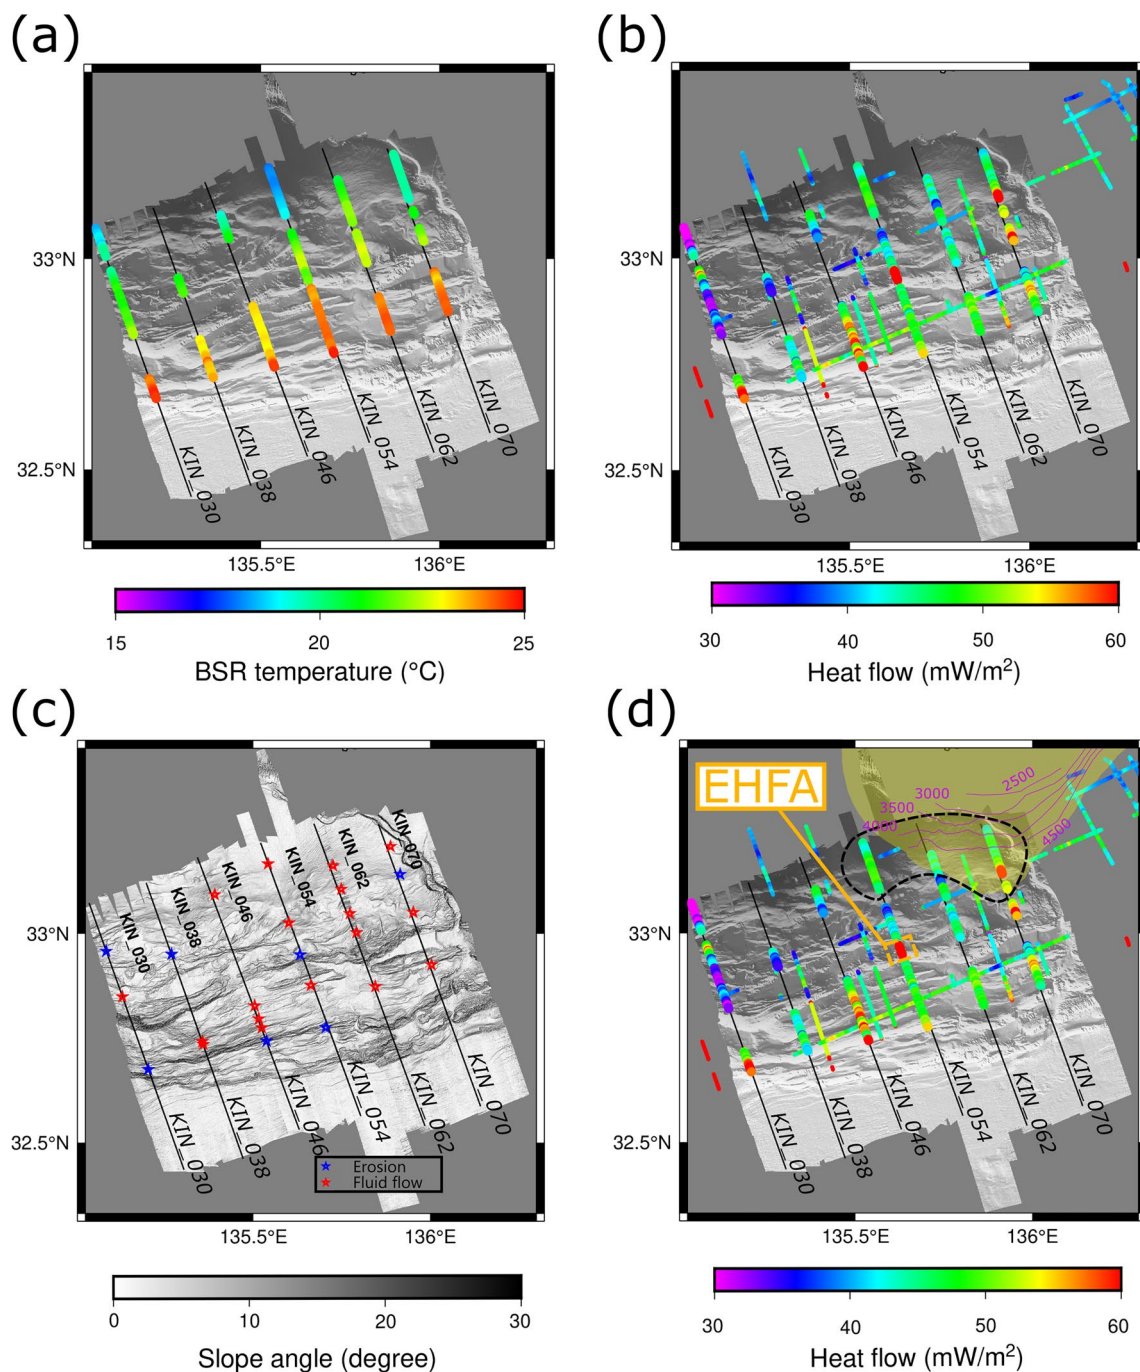 (a)
33°N
32.5°N
KIN_030
KIN_038
KIN_046
KIN_054
KIN_062
KIN_070
135.5°E
136°E
15
20
25
BSR temperature (°C)
(b)
33°N
32.5°N
KIN_030
KIN_038
KIN_046
KIN_054
KIN_062
KIN_070
135.5°E
136°E
30
40
50
60
Heat flow (mW/m²)
(c)
33°N
32.5°N
KIN_030
KIN_038
KIN_046
KIN_054
KIN_062
KIN_070
KIN_030
KIN_038
KIN_046
KIN_054
KIN_062
KIN_070
Erosion
Fluid flow
135.5°E
136°E
0
10
20
30
Slope angle (degree)
(d)
EHFA
2500
3000
3500
4000
4500
33°N
32.5°N
KIN_030
KIN_038
KIN_046
KIN_054
KIN_062
KIN_070
135.5°E
136°E
30
40
50
60
Heat flow (mW/m²)